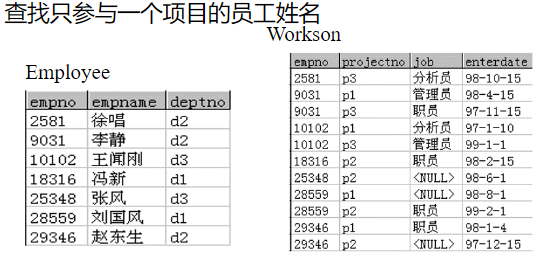 查找只参与一个项目的员工姓名
Workson
Employee
empno projectno job enterdate
2581 p3 分析员 98-10-15
9031 p1 管理员 98-4-15
9031 p3 职员 97-11-15
10102 p1 分析员 97-1-10
10102 p3 管理员 99-1-1
18316 p2 职员 98-2-15
25348 p2 <NULL> 98-6-1
28559 p1 <NULL> 98-8-1
28559 p2 职员 99-2-1
29346 p1 职员 98-1-4
29346 p2 <NULL> 97-12-15
empno empname deptno
2581 徐唱 d2
9031 李静 d2
10102 王闻刚 d3
18316 冯新 d1
25348 张风 d3
28559 刘国风 d1
29346 赵东生 d2